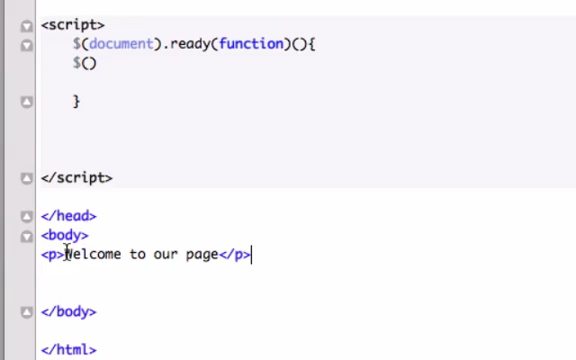 <script>
$(document).ready(function)(){
$()
}
</script>
</head>
<body>
<p>Welcome to our page</p>
</body>
</html>